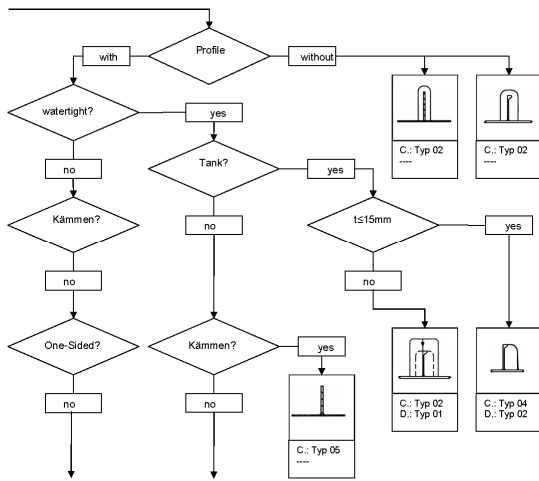 Profile
with
without
watertight?
yes
C.: Typ 02
----
C.: Typ 02
----
no
Tank?
yes
Kämmen?
no
t≤15mm
yes
no
no
One-Sided?
Kämmen?
yes
C.: Typ 02
D.: Typ 01
C.: Typ 04
D.: Typ 02
no
no
C.: Typ 05
----